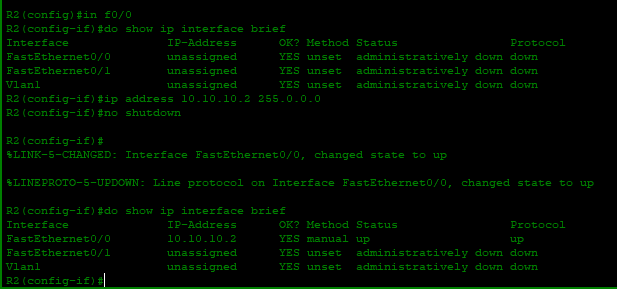 R2(config)#in f0/0
R2(config-if)#do show ip interface brief
Interface              IP-Address      OK? Method Status                Protocol
FastEthernet0/0        unassigned      YES unset  administratively down down
FastEthernet0/1        unassigned      YES unset  administratively down down
Vlan1                  unassigned      YES unset  administratively down down
R2(config-if)#ip address 10.10.10.2 255.0.0.0
R2(config-if)#no shutdown
R2(config-if)#
%LINK-5-CHANGED: Interface FastEthernet0/0, changed state to up
%LINEPROTO-5-UPDOWN: Line protocol on Interface FastEthernet0/0, changed state to up
R2(config-if)#do show ip interface brief
Interface              IP-Address      OK? Method Status                Protocol
FastEthernet0/0        10.10.10.2      YES manual up                    up
FastEthernet0/1        unassigned      YES unset  administratively down down
Vlan1                  unassigned      YES unset  administratively down down
R2(config-if)#